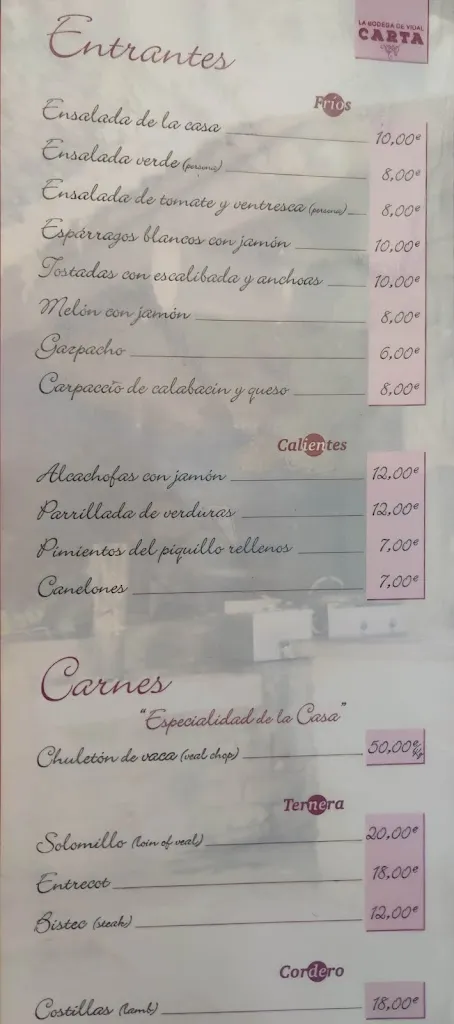 LA BODEGA DE VIDAL
CARTA
Entrantes
Fríos
Ensalada de la casa 10,00€
Ensalada verde (persona) 8,00€
Ensalada de tomate y ventresca (persona) 8,00€
Espárragos blancos con jamón 10,00€
Tostadas con escalibada y anchoas 10,00€
Melón con jamón 8,00€
Gazpacho 6,00€
Carpaccio de calabacin y queso 8,00€
Calientes
Alcachofas con jamón 12,00€
Parrillada de verduras 12,00€
Pimientos del piquillo rellenos 7,00€
Canelones 7,00€
Carnes
"Especialidad de la Casa"
Chuletón de vaca (veal chop) 50,00€/Kg
Ternera
Solomillo (loin of veal) 20,00€
Entrecot 18,00€
Bistec (steak) 12,00€
Cordero
Costillas (lamb) 18,00€